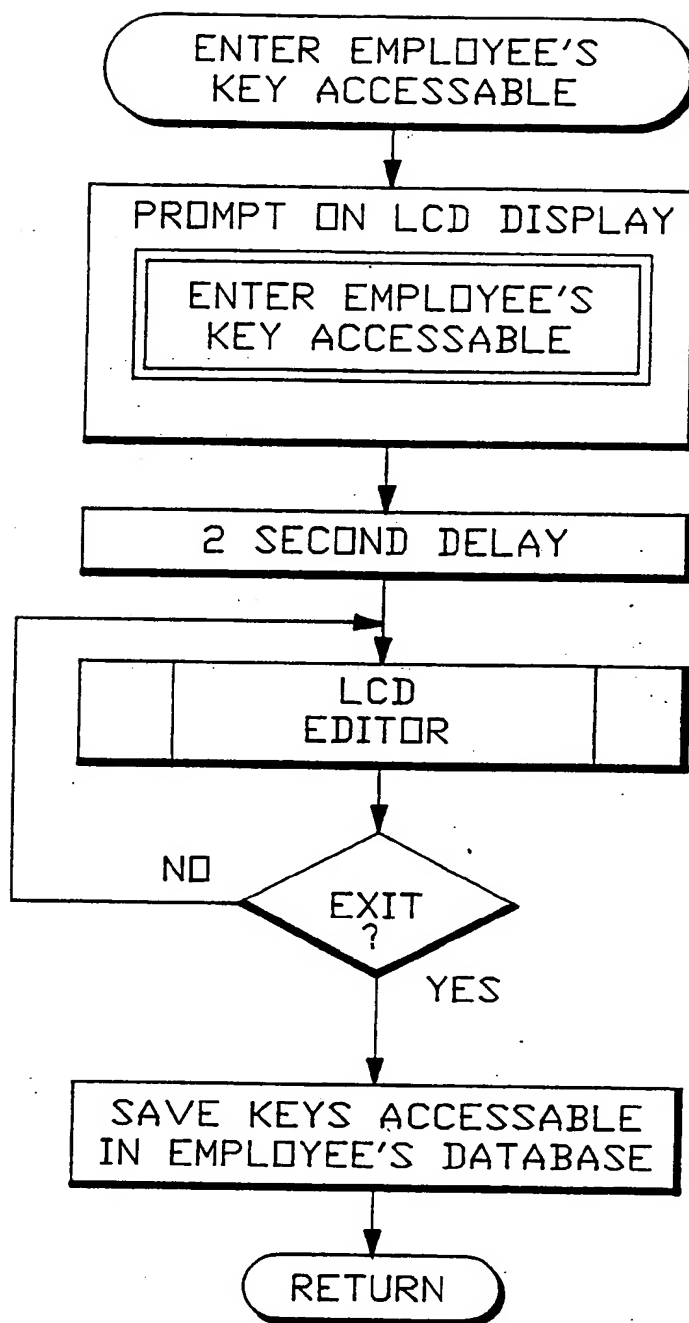 ENTER EMPLOYEE'S
KEY ACCESSABLE
PROMPT ON LCD DISPLAY
ENTER EMPLOYEE'S
KEY ACCESSABLE
2 SECOND DELAY
LCD
EDITOR
NO
EXIT
?
YES
SAVE KEYS ACCESSABLE
IN EMPLOYEE'S DATABASE
RETURN